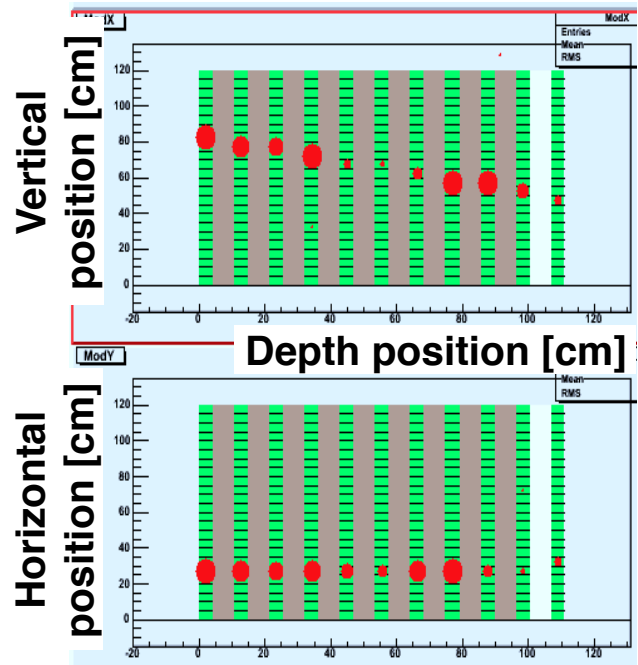 ModX
ModX
Entries
Mean
RMS
Vertical
position [cm]
120
100
80
60
40
20
0
-20 0 20 40 60 80 100 120
Depth position [cm]
ModY
Mean
RMS
Horizontal
position [cm]
120
100
80
60
40
20
0
-20 0 20 40 60 80 100 120